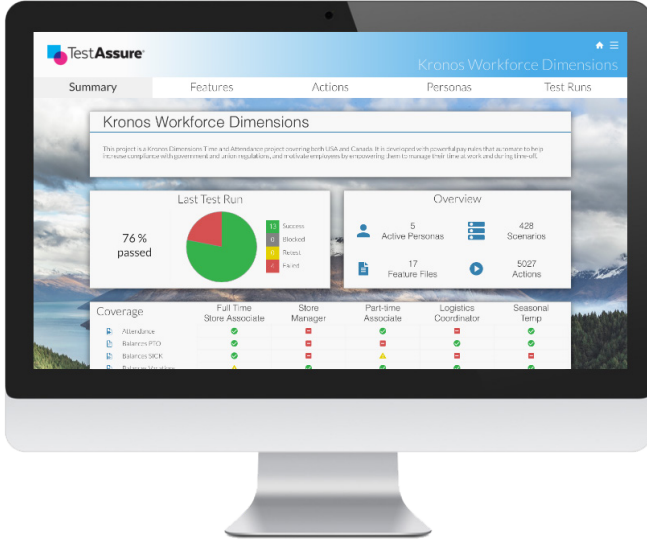 TestAssure
Kronos Workforce Dimensions
Summary Features Actions Personas Test Runs
Kronos Workforce Dimensions
This project is a Kronos Dimensions Time and Attendance project covering both USA and Canada. It is developed with powerful pay rules that automate to help
increase compliance with government and union regulations, and motivate employees by empowering them to manage their time at work and during time-off.
Last Test Run
76 %
passed
13 Success
0 Blocked
0 Retest
4 Failed
Overview
5
Active Personas
428
Scenarios
17
Feature Files
5027
Actions
Coverage
Full Time
Store Associate
Store
Manager
Part-time
Associate
Logistics
Coordinator
Seasonal
Temp
Attendance
Balances PTO
Balances SICK
Balances